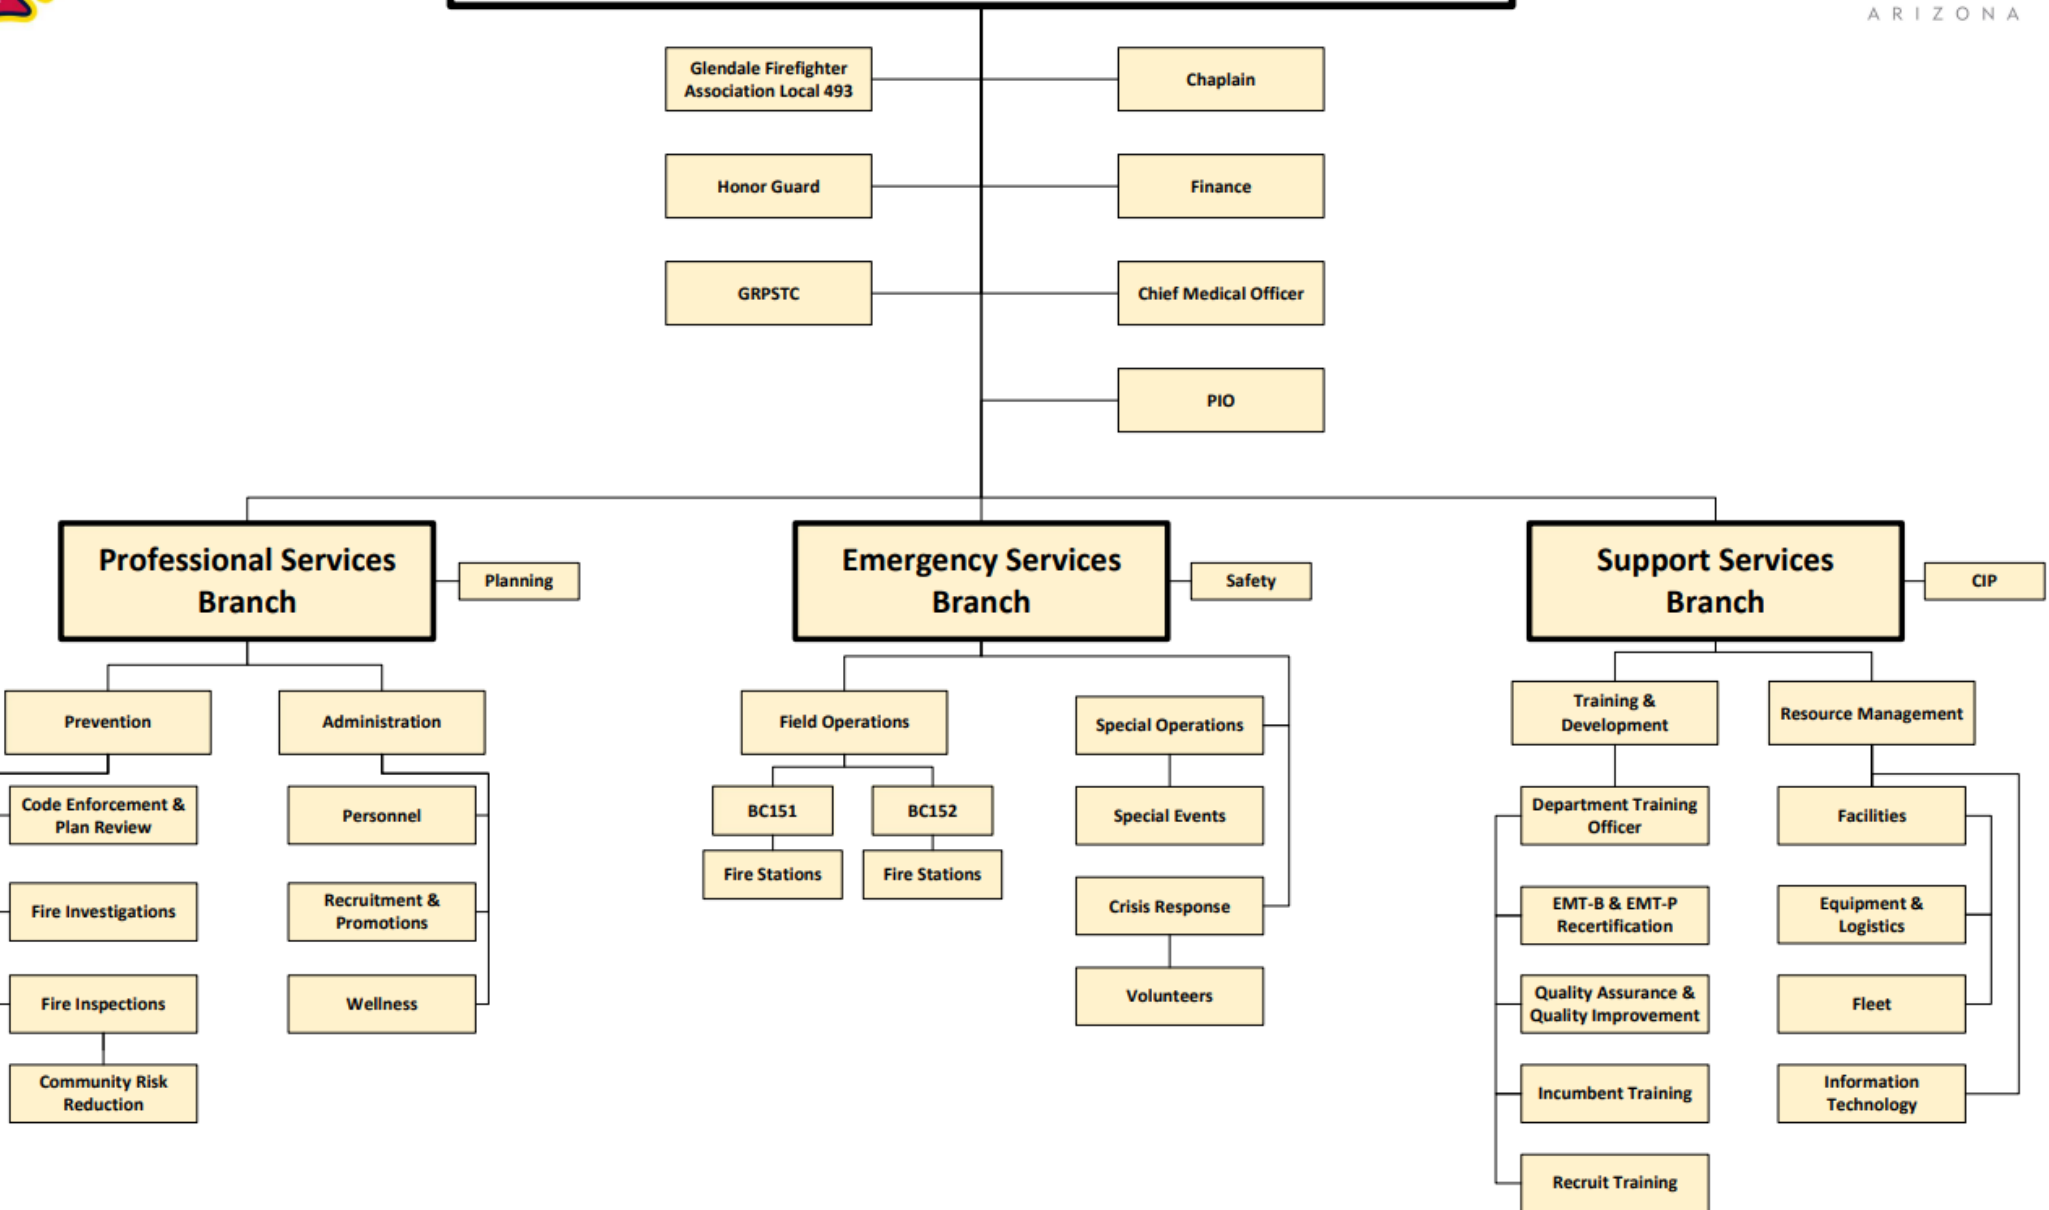 ARIZONA
Glendale Firefighter
Association Local 493
Chaplain
Honor Guard
Finance
GRPSTC
Chief Medical Officer
PIO
Professional Services
Branch
Planning
Emergency Services
Branch
Safety
Support Services
Branch
CIP
Prevention
Administration
Code Enforcement &
Plan Review
Personnel
Fire Investigations
Recruitment &
Promotions
Fire Inspections
Wellness
Community Risk
Reduction
Field Operations
Special Operations
BC151
BC152
Special Events
Fire Stations
Fire Stations
Crisis Response
Volunteers
Training &
Development
Resource Management
Department Training
Officer
Facilities
EMT-B & EMT-P
Recertification
Equipment &
Logistics
Quality Assurance &
Quality Improvement
Fleet
Incumbent Training
Information
Technology
Recruit Training